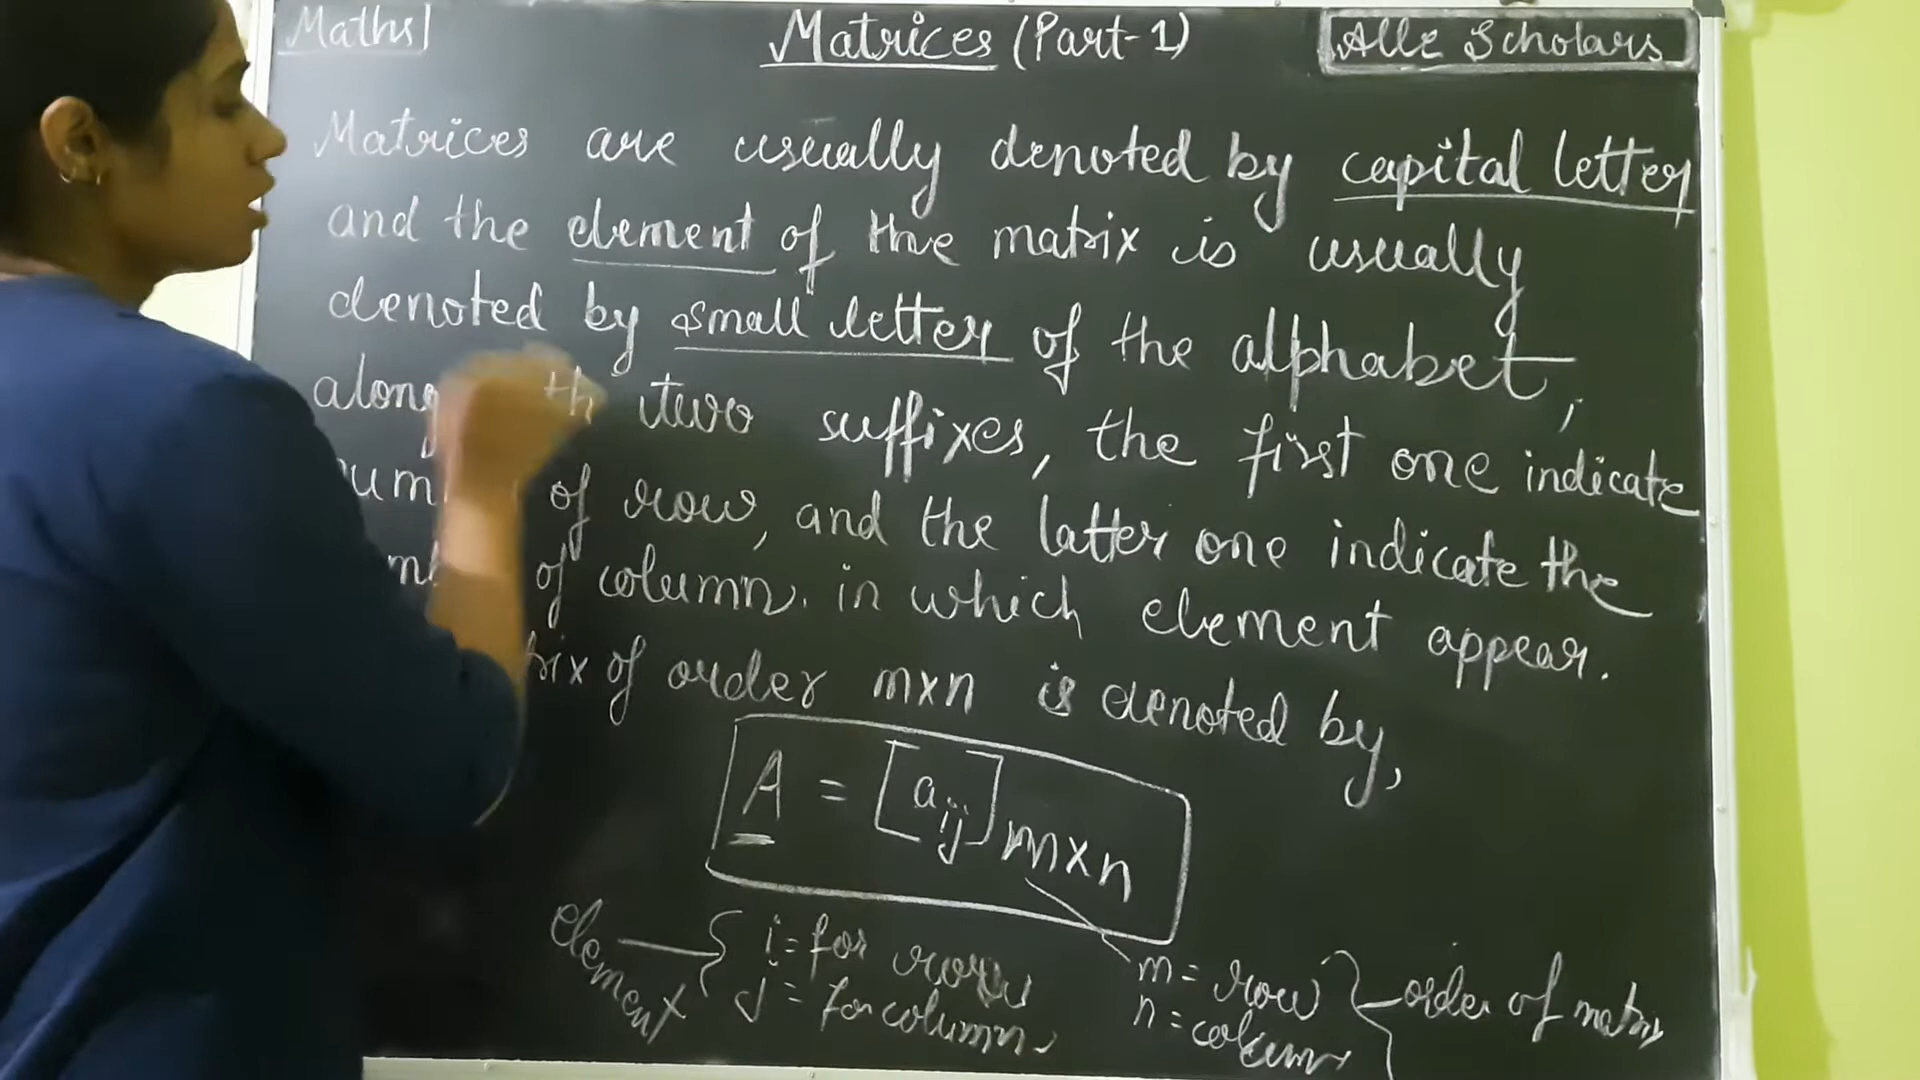 Maths
Matrices (Part-1)
Alle Scholars
Matrices are usually denoted by capital letter
and the element of the matrix is usually
denoted by small letter of the alphabet,
along two suffixes, the first one indicate
of row, and the latter one indicate the
of column. in which element appear.
of order m×n is denoted by,
A = [aij]m×n
element
i = for rows
j = for column
m = row
n = column
order of matrix